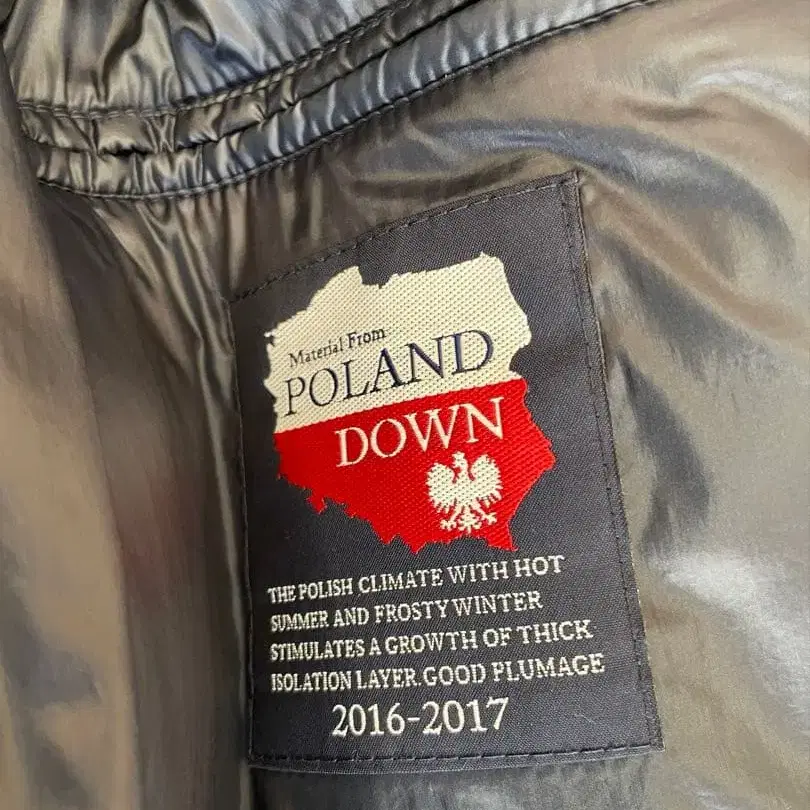 Material From
POLAND
DOWN
THE POLISH CLIMATE WITH HOT
SUMMER AND FROSTY WINTER
STIMULATES A GROWTH OF THICK
ISOLATION LAYER.GOOD PLUMAGE
2016-2017